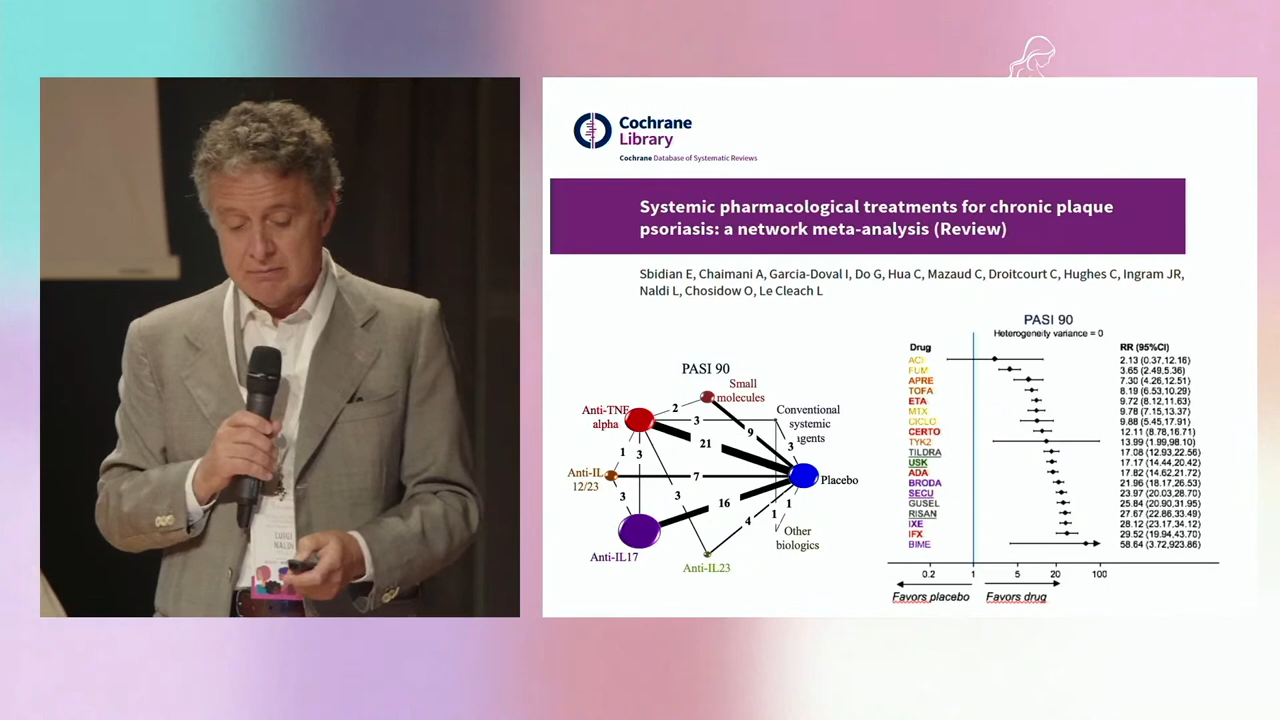 Cochrane
Library
Cochrane Database of Systematic Reviews
Systemic pharmacological treatments for chronic plaque
psoriasis: a network meta-analysis (Review)
Sbidian E, Chaimani A, Garcia-Doval I, Do G, Hua C, Mazaud C, Droitcourt C, Hughes C, Ingram JR,
Naldi L, Chosidow O, Le Cleach L
PASI 90
Small
molecules
Anti-TNF
alpha
Conventional
systemic
agents
Anti-IL
12/23
Placebo
Anti-IL17
Other
biologics
Anti-IL23
2
3
9
3
21
1
3
7
3
3
16
1
1
4
PASI 90
Heterogeneity variance = 0
Drug RR (95%CI)
ACI 2.13 (0.37,12.16)
FUM 3.65 (2.49,5.36)
APRE 7.30 (4.26,12.51)
TOFA 8.19 (6.53,10.29)
ETA 9.72 (8.12,11.63)
MTX 9.78 (7.15,13.37)
CICLO 9.88 (5.45,17.91)
CERTO 12.11 (8.78,16.71)
TYK2 13.99 (1.99,98.10)
TILDRA 17.08 (12.93,22.56)
USK 17.17 (14.44,20.42)
ADA 17.82 (14.62,21.72)
BRODA 21.96 (18.17,26.53)
SECU 23.97 (20.03,28.70)
GUSEL 25.84 (20.90,31.95)
RISAN 27.67 (22.86,33.49)
IXE 28.12 (23.17,34.12)
IFX 29.52 (19.94,43.70)
BIME 58.64 (3.72,923.86)
0.2 1 5 20 100
Favors placebo Favors drug
LUIGI
NALDI